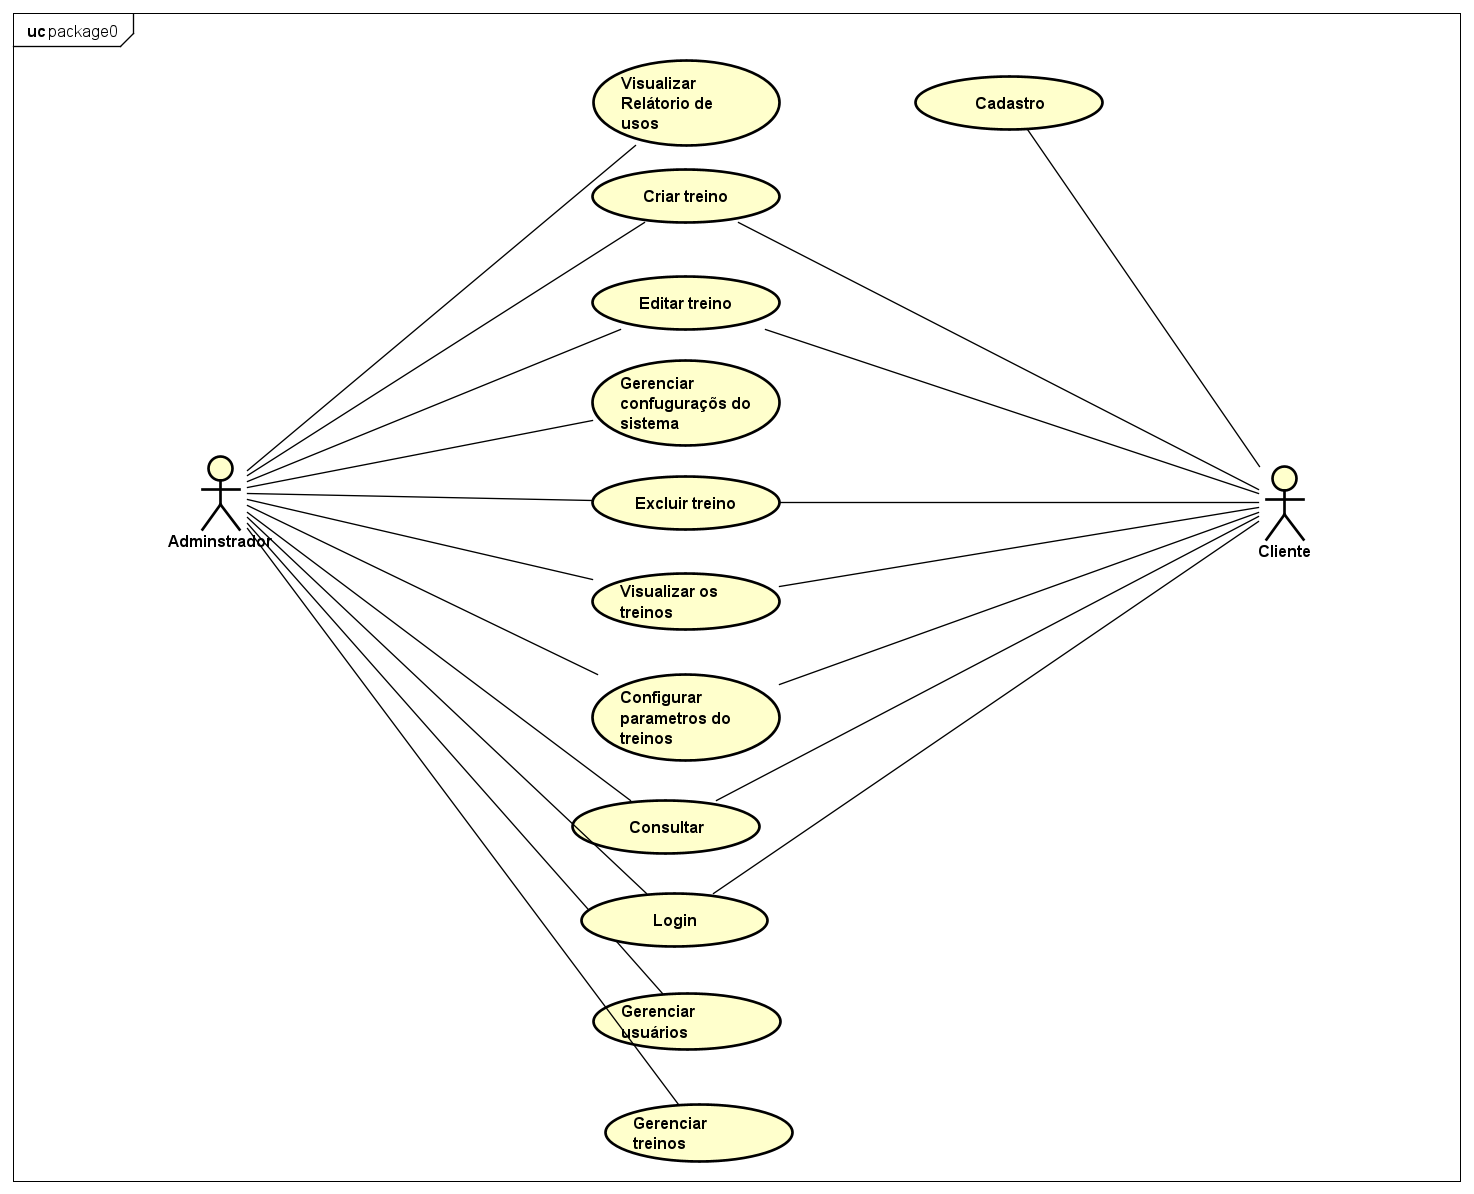 uc package0
Visualizar
Relátorio de
usos
Cadastro
Criar treino
Editar treino
Gerenciar
confuguraçõs do
sistema
Excluir treino
Adminstrador
Cliente
Visualizar os
treinos
Configurar
parametros do
treinos
Consultar
Login
Gerenciar
usuários
Gerenciar
treinos